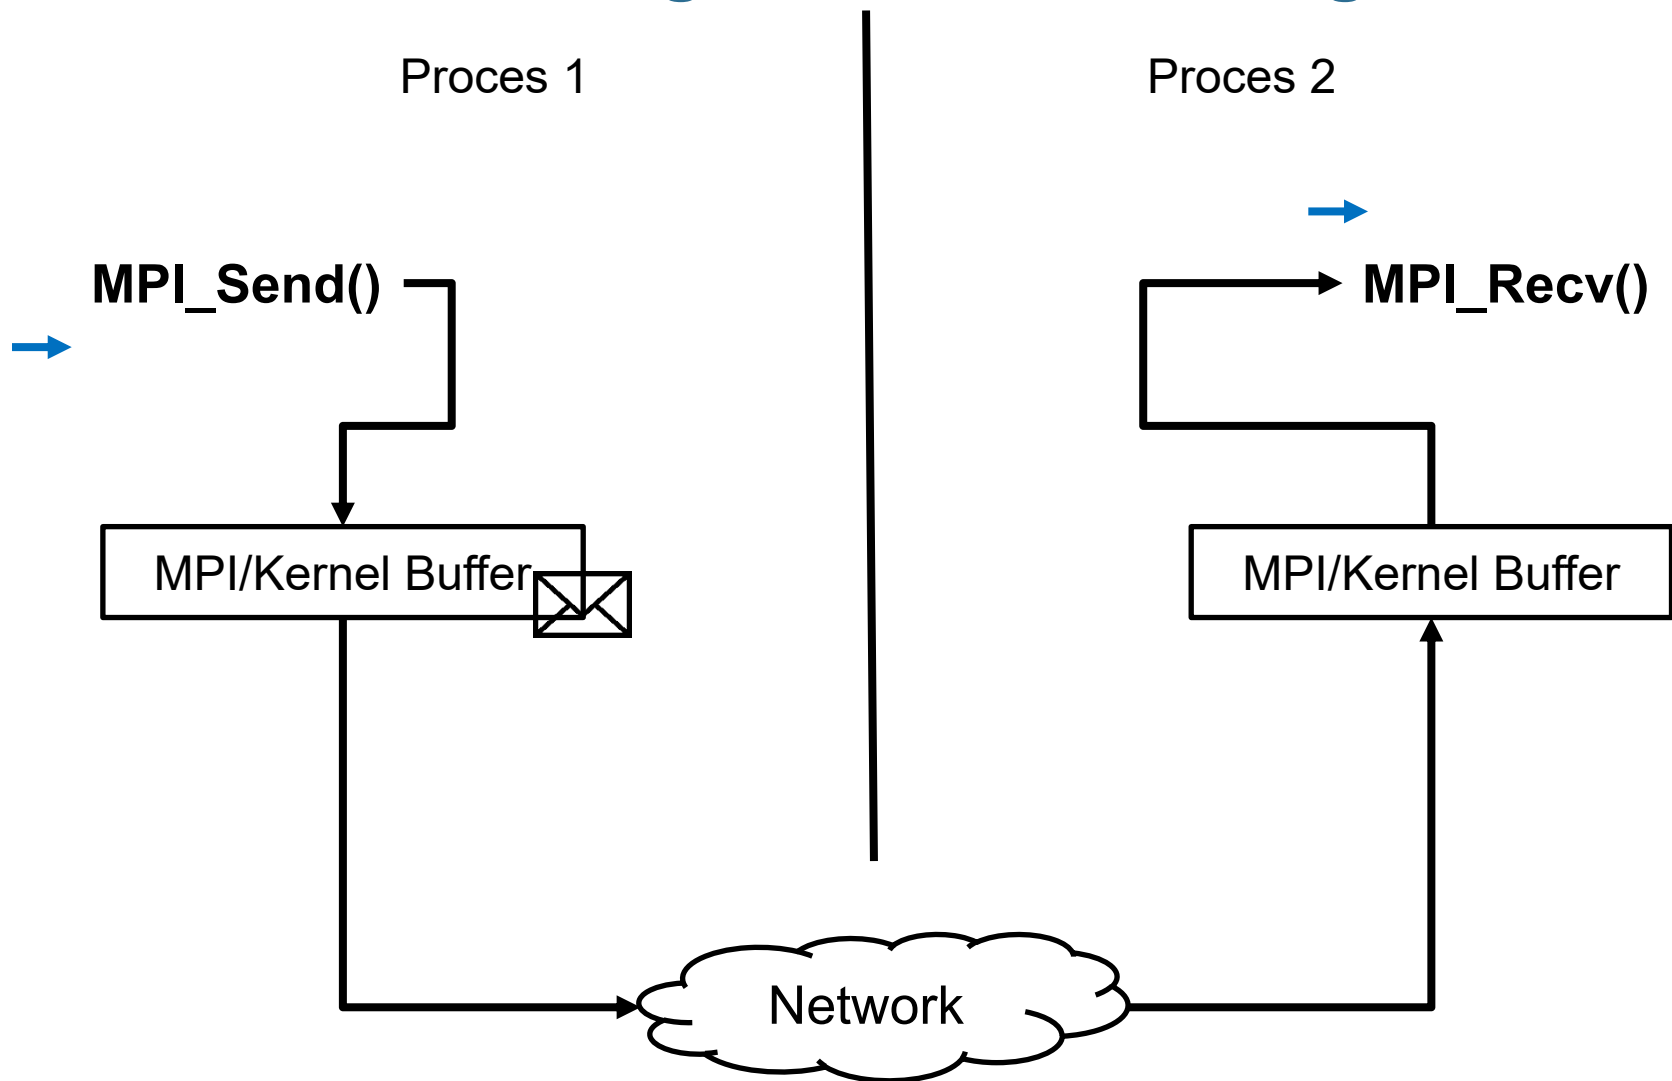 Proces 1
Proces 2
MPI_Send()
MPI_Recv()
MPI/Kernel Buffer
MPI/Kernel Buffer
Network